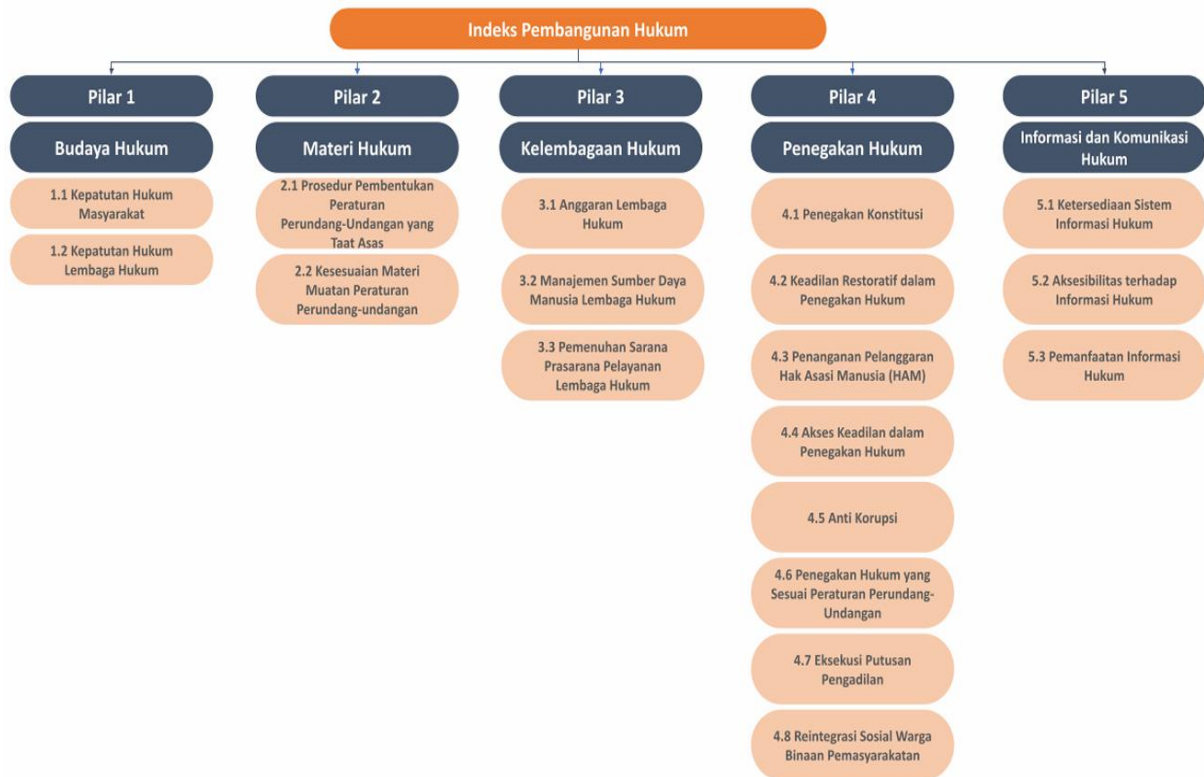 Indeks Pembangunan Hukum
Pilar 1
Budaya Hukum
1.1 Kepatutan Hukum
Masyarakat
1.2 Kepatutan Hukum
Lembaga Hukum
Pilar 2
Materi Hukum
2.1 Prosedur Pembentukan
Peraturan
Perundang-Undangan yang
Taat Asas
2.2 Kesesuaian Materi
Muatan Peraturan
Perundang-undangan
Pilar 3
Kelembagaan Hukum
3.1 Anggaran Lembaga
Hukum
3.2 Manajemen Sumber Daya
Manusia Lembaga Hukum
3.3 Pemenuhan Sarana
Prasarana Pelayanan
Lembaga Hukum
Pilar 4
Penegakan Hukum
4.1 Penegakan Konstitusi
4.2 Keadilan Restoratif dalam
Penegakan Hukum
4.3 Penanganan Pelanggaran
Hak Asasi Manusia (HAM)
4.4 Akses Keadilan dalam
Penegakan Hukum
4.5 Anti Korupsi
4.6 Penegakan Hukum yang
Sesuai Peraturan Perundang-
Undangan
4.7 Eksekusi Putusan
Pengadilan
4.8 Reintegrasi Sosial Warga
Binaan Pemasyarakatan
Pilar 5
Informasi dan Komunikasi
Hukum
5.1 Ketersediaan Sistem
Informasi Hukum
5.2 Aksesibilitas terhadap
Informasi Hukum
5.3 Pemanfaatan Informasi
Hukum